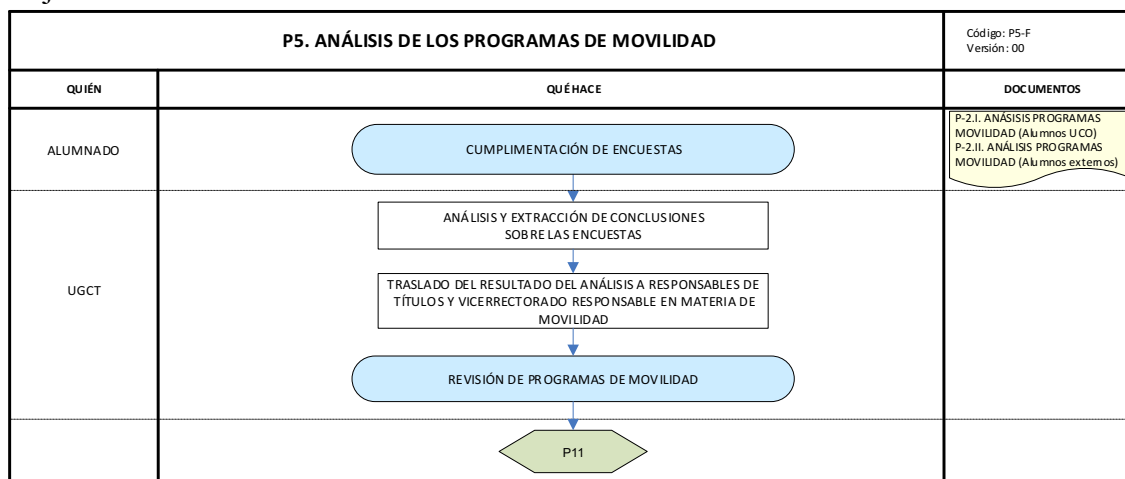 P5. ANÁLISIS DE LOS PROGRAMAS DE MOVILIDAD
Código: P5-F
Versión: 00
QUIÉN
QUÉ HACE
DOCUMENTOS
ALUMNADO
CUMPLIMENTACIÓN DE ENCUESTAS
P-2.I. ANÁSISIS PROGRAMAS
MOVILIDAD (Alumnos UCO)
P-2.II. ANÁLISIS PROGRAMAS
MOVILIDAD (Alumnos externos)
UGCT
ANÁLISIS Y EXTRACCIÓN DE CONCLUSIONES
SOBRE LAS ENCUESTAS
TRASLADO DEL RESULTADO DEL ANÁLISIS A RESPONSABLES DE
TÍTULOS Y VICERRECTORADO RESPONSABLE EN MATERIA DE
MOVILIDAD
REVISIÓN DE PROGRAMAS DE MOVILIDAD
P11